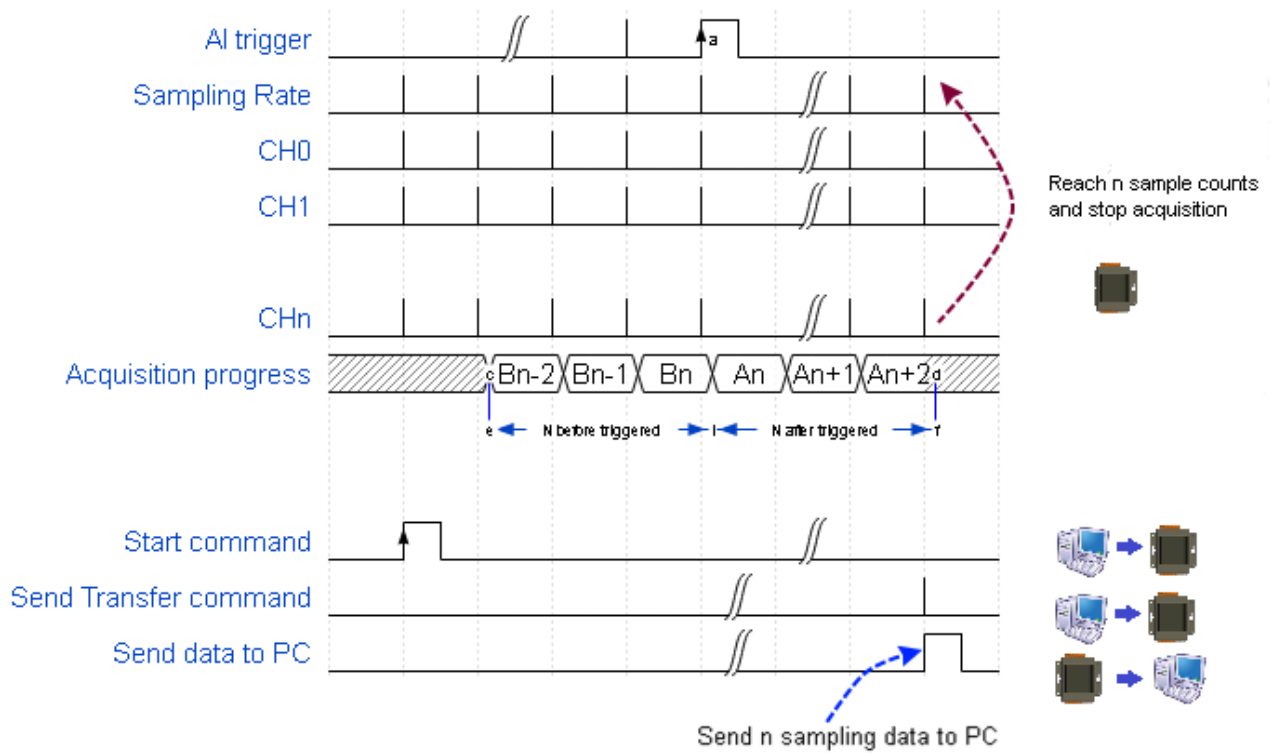 AI trigger
a
Sampling Rate
CH0
CH1
Reach n sample counts
and stop acquisition
CHn
Acquisition progress
c Bn-2 Bn-1 Bn An An+1 An+2 d
e N before triggered I N after triggered f
Start command
Send Transfer command
Send data to PC
Send n sampling data to PC